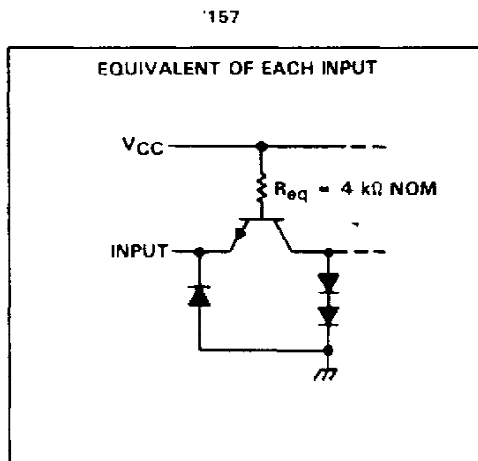 '157
EQUIVALENT OF EACH INPUT
VCC
Req = 4 kΩ NOM
INPUT